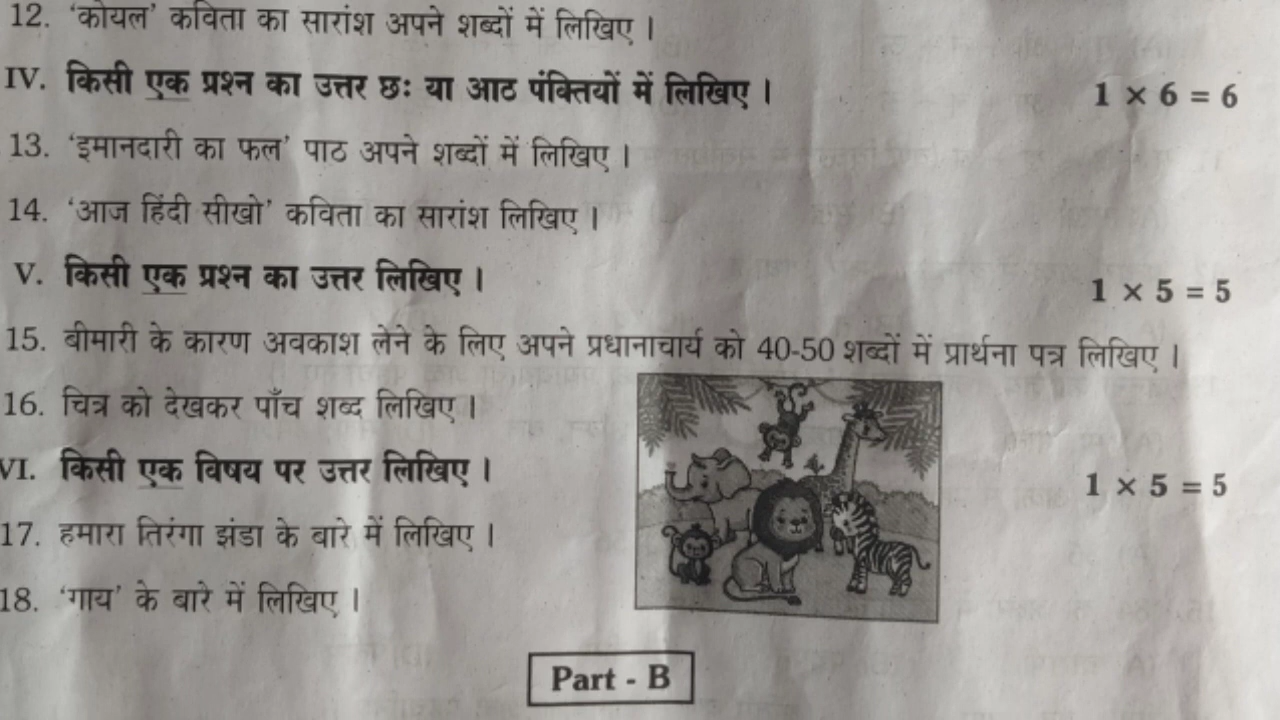 12. ‘कोयल’ कविता का सारांश अपने शब्दों में लिखिए ।
IV. किसी एक प्रश्न का उत्तर छः या आठ पंक्तियों में लिखिए । 1 × 6 = 6
13. ‘इमानदारी का फल’ पाठ अपने शब्दों में लिखिए ।
14. ‘आज हिंदी सीखो’ कविता का सारांश लिखिए ।
V. किसी एक प्रश्न का उत्तर लिखिए । 1 × 5 = 5
15. बीमारी के कारण अवकाश लेने के लिए अपने प्रधानाचार्य को 40-50 शब्दों में प्रार्थना पत्र लिखिए ।
16. चित्र को देखकर पाँच शब्द लिखिए ।
VI. किसी एक विषय पर उत्तर लिखिए । 1 × 5 = 5
17. हमारा तिरंगा झंडा के बारे में लिखिए ।
18. ‘गाय’ के बारे में लिखिए ।
Part - B